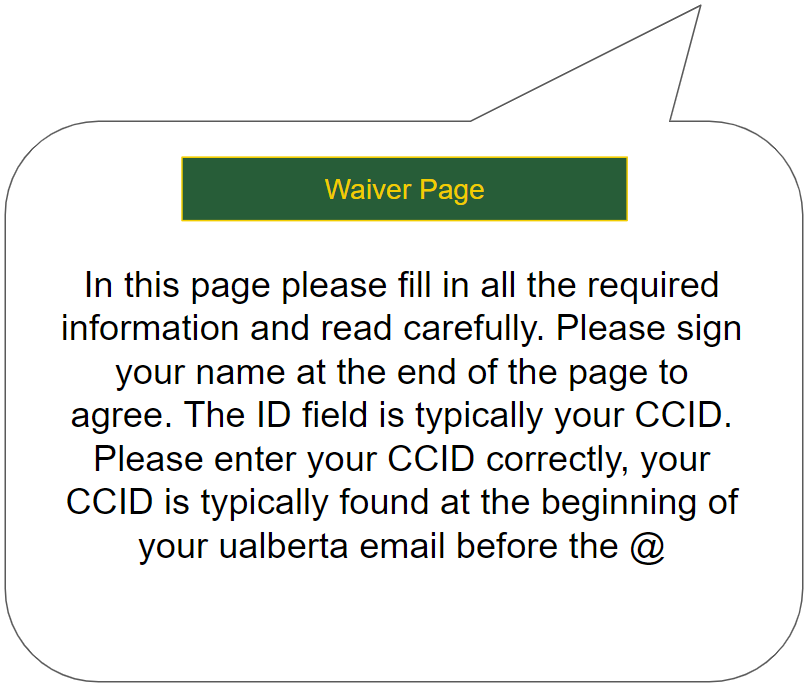 Waiver Page
In this page please fill in all the required
information and read carefully. Please sign
your name at the end of the page to
agree. The ID field is typically your CCID.
Please enter your CCID correctly, your
CCID is typically found at the beginning of
your ualberta email before the @